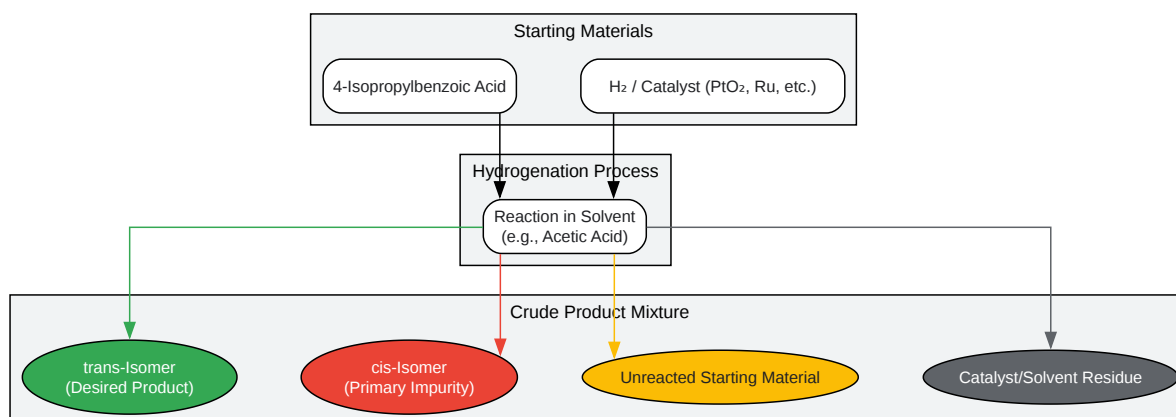 Starting Materials
4-Isopropylbenzoic Acid
H₂ / Catalyst (PtO₂, Ru, etc.)
Hydrogenation Process
Reaction in Solvent
(e.g., Acetic Acid)
Crude Product Mixture
trans-Isomer
(Desired Product)
cis-Isomer
(Primary Impurity)
Unreacted Starting Material
Catalyst/Solvent Residue